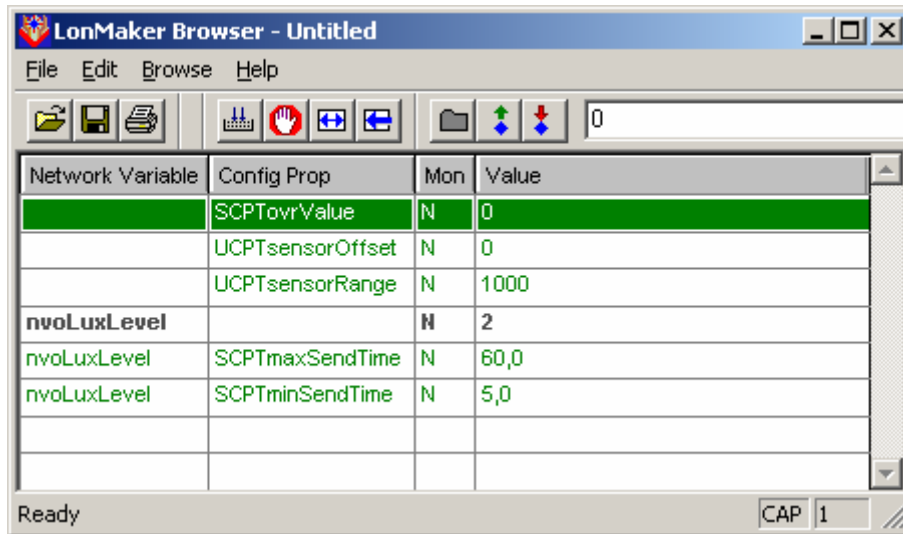 LonMaker Browser - Untitled
File Edit Browse Help
0
Network Variable Config Prop Mon Value
SCPTovrValue N 0
UCPTsensorOffset N 0
UCPTsensorRange N 1000
nvoLuxLevel N 2
nvoLuxLevel SCPTmaxSendTime N 60,0
nvoLuxLevel SCPTminSendTime N 5,0
Ready CAP 1